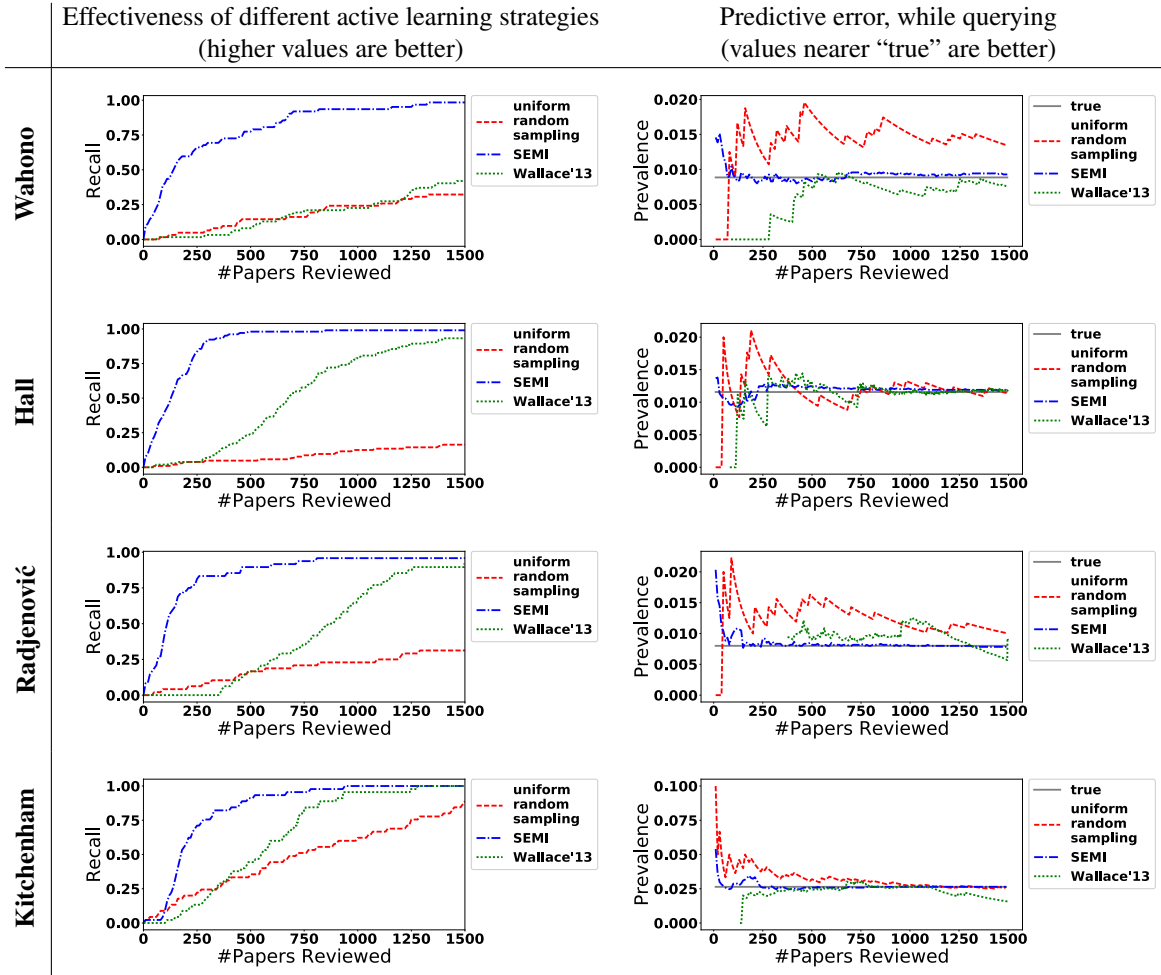 Effectiveness of different active learning strategies
(higher values are better)
Predictive error, while querying
(values nearer “true” are better)
Wahono
Recall
1.00
0.75
0.50
0.25
0.00
0 250 500 750 1000 1250 1500
#Papers Reviewed
uniform
random
sampling
SEMI
Wallace'13
Prevalence
0.020
0.015
0.010
0.005
0.000
0 250 500 750 1000 1250 1500
#Papers Reviewed
true
uniform
random
sampling
SEMI
Wallace'13
Hall
Recall
1.00
0.75
0.50
0.25
0.00
0 250 500 750 1000 1250 1500
#Papers Reviewed
uniform
random
sampling
SEMI
Wallace'13
Prevalence
0.020
0.015
0.010
0.005
0.000
0 250 500 750 1000 1250 1500
#Papers Reviewed
true
uniform
random
sampling
SEMI
Wallace'13
Radjenović
Recall
1.00
0.75
0.50
0.25
0.00
0 250 500 750 1000 1250 1500
#Papers Reviewed
uniform
random
sampling
SEMI
Wallace'13
Prevalence
0.020
0.015
0.010
0.005
0.000
0 250 500 750 1000 1250 1500
#Papers Reviewed
true
uniform
random
sampling
SEMI
Wallace'13
Kitchenham
Recall
1.00
0.75
0.50
0.25
0.00
0 250 500 750 1000 1250 1500
#Papers Reviewed
uniform
random
sampling
SEMI
Wallace'13
Prevalence
0.100
0.075
0.050
0.025
0.000
0 250 500 750 1000 1250 1500
#Papers Reviewed
true
uniform
random
sampling
SEMI
Wallace'13